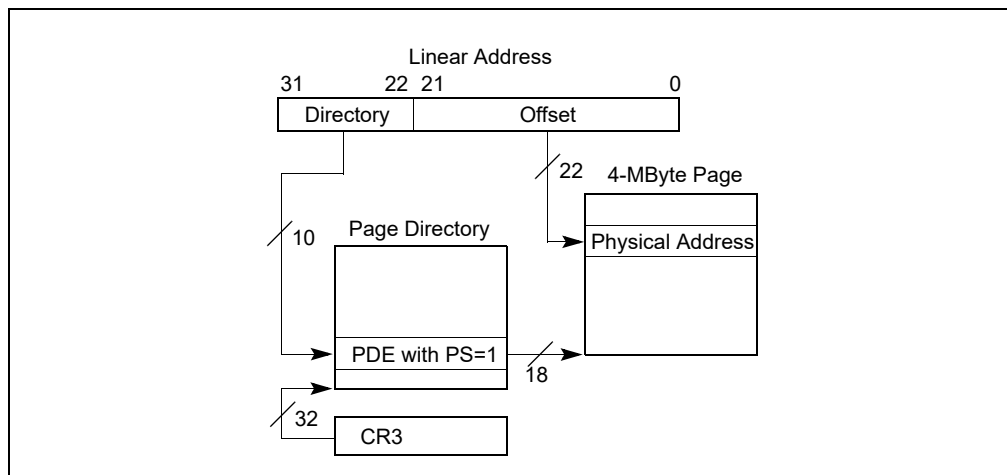 Linear Address
31 22 21 0
Directory Offset
22
4-MByte Page
10
Page Directory
Physical Address
PDE with PS=1
18
32
CR3